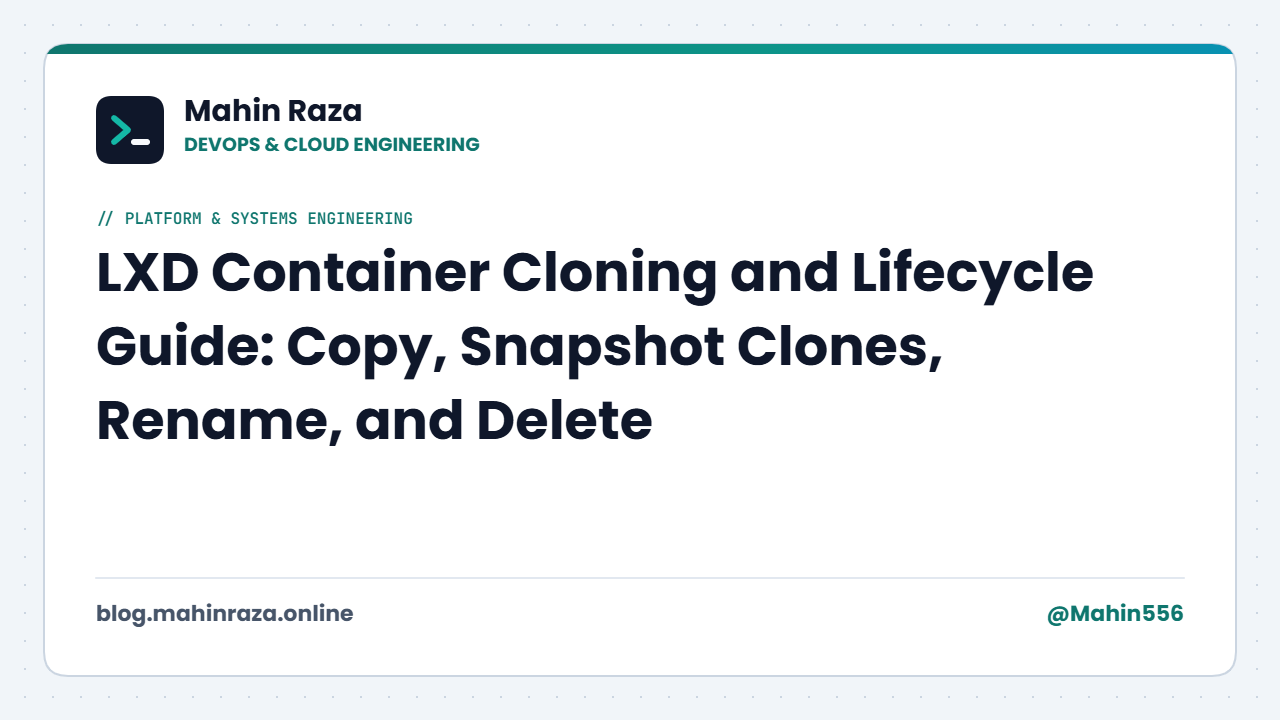 Mahin Raza
DEVOPS & CLOUD ENGINEERING
// PLATFORM & SYSTEMS ENGINEERING
LXD Container Cloning and Lifecycle
Guide: Copy, Snapshot Clones,
Rename, and Delete
blog.mahinraza.online
@Mahin556